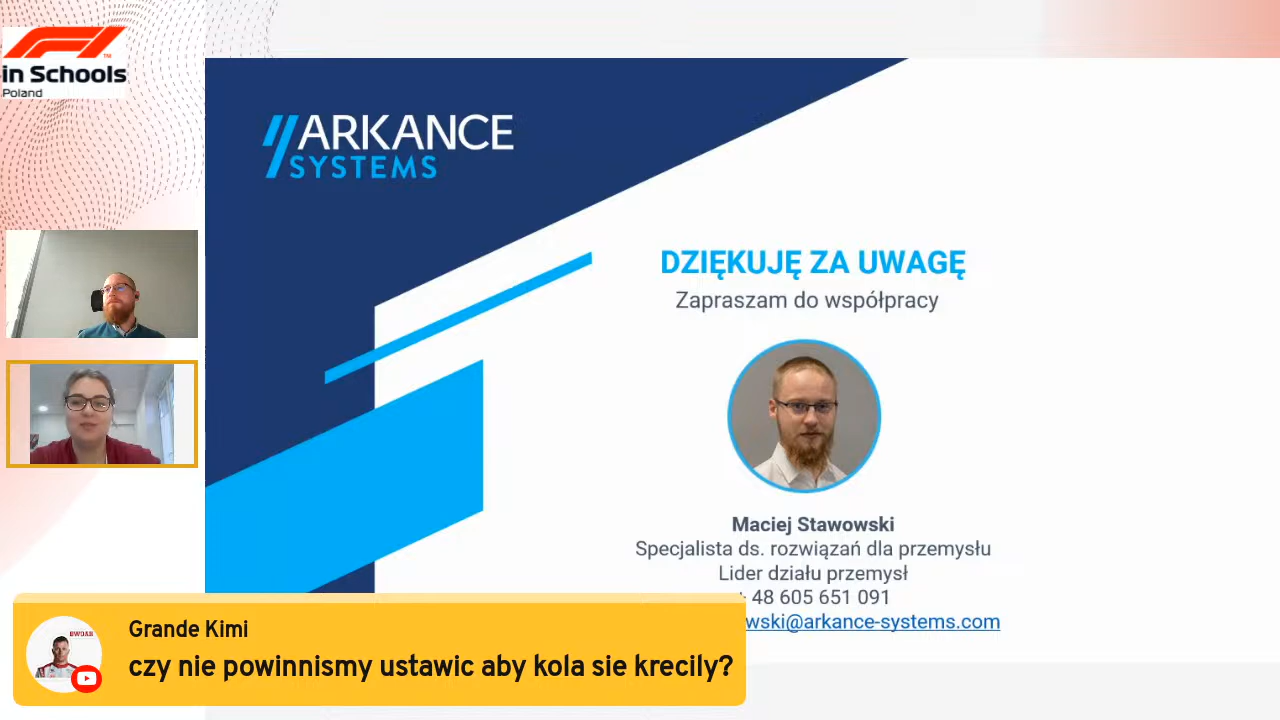 in Schools
Poland
ARKANCE
SYSTEMS
DZIĘKUJĘ ZA UWAGĘ
Zapraszam do współpracy
Maciej Stawowski
Specjalista ds. rozwiązań dla przemysłu
Lider działu przemysł
48 605 651 091
wski@arkance-systems.com
Grande Kimi
czy nie powinnismy ustawic aby kola sie krecily?